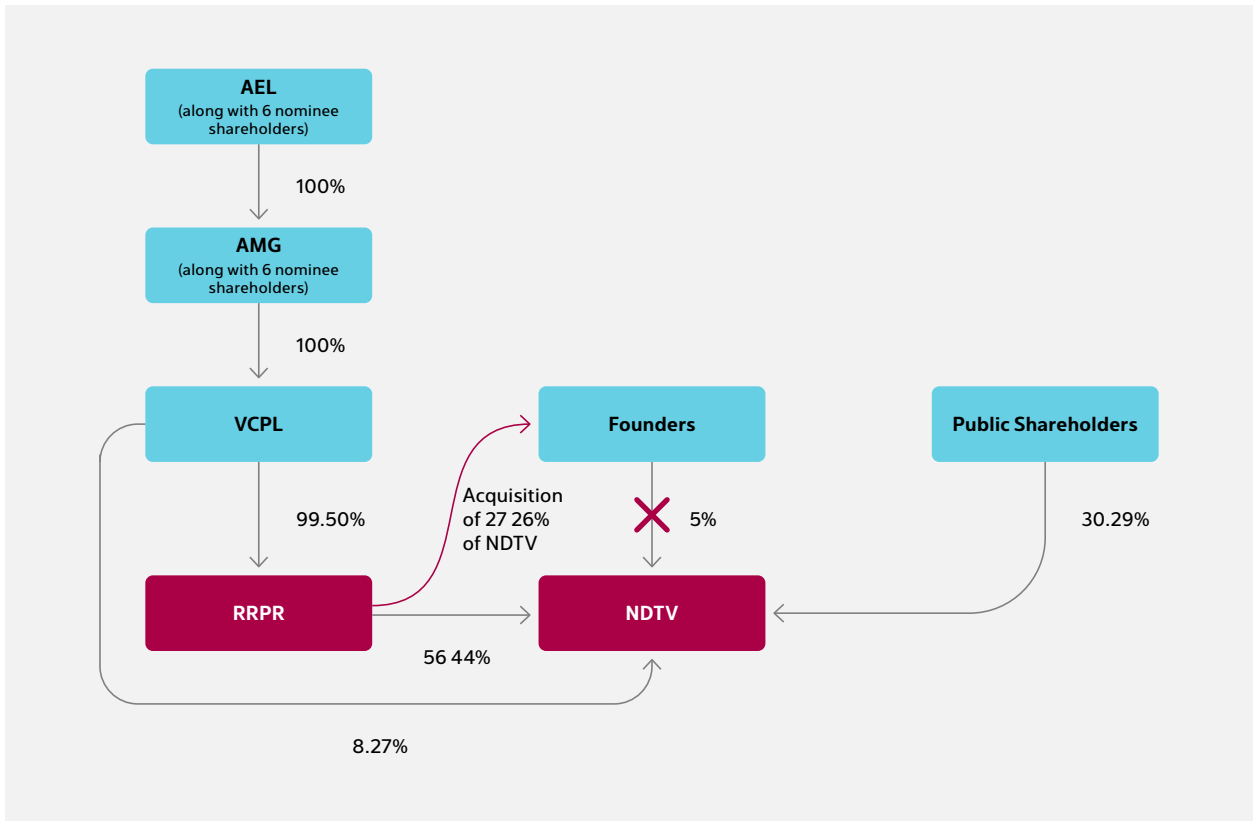 AEL
(along with 6 nominee
shareholders)
100%
AMG
(along with 6 nominee
shareholders)
100%
VCPL
Founders
Public Shareholders
Acquisition
of 27 26%
of NDTV
99.50%
5%
30.29%
RRPR
NDTV
56 44%
8.27%